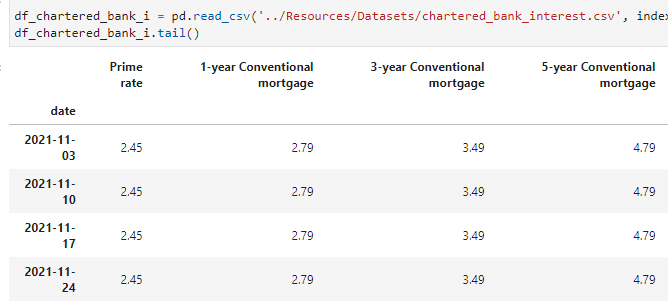 df_chartered_bank_i = pd.read_csv('../Resources/Datasets/chartered_bank_interest.csv', index
df_chartered_bank_i.tail()
Prime rate 1-year Conventional mortgage 3-year Conventional mortgage 5-year Conventional mortgage
date
2021-11-03 2.45 2.79 3.49 4.79
2021-11-10 2.45 2.79 3.49 4.79
2021-11-17 2.45 2.79 3.49 4.79
2021-11-24 2.45 2.79 3.49 4.79